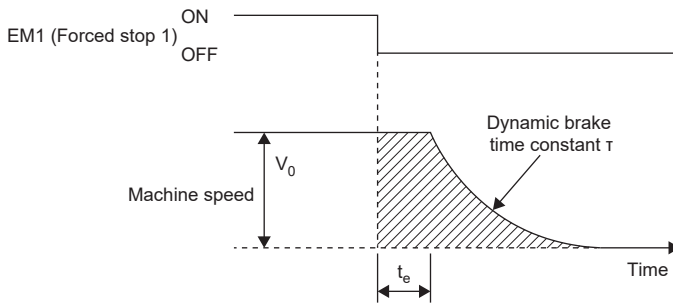 ON
EM1 (Forced stop 1)
OFF
Dynamic brake
time constant τ
V₀
Machine speed
Time
tₑ